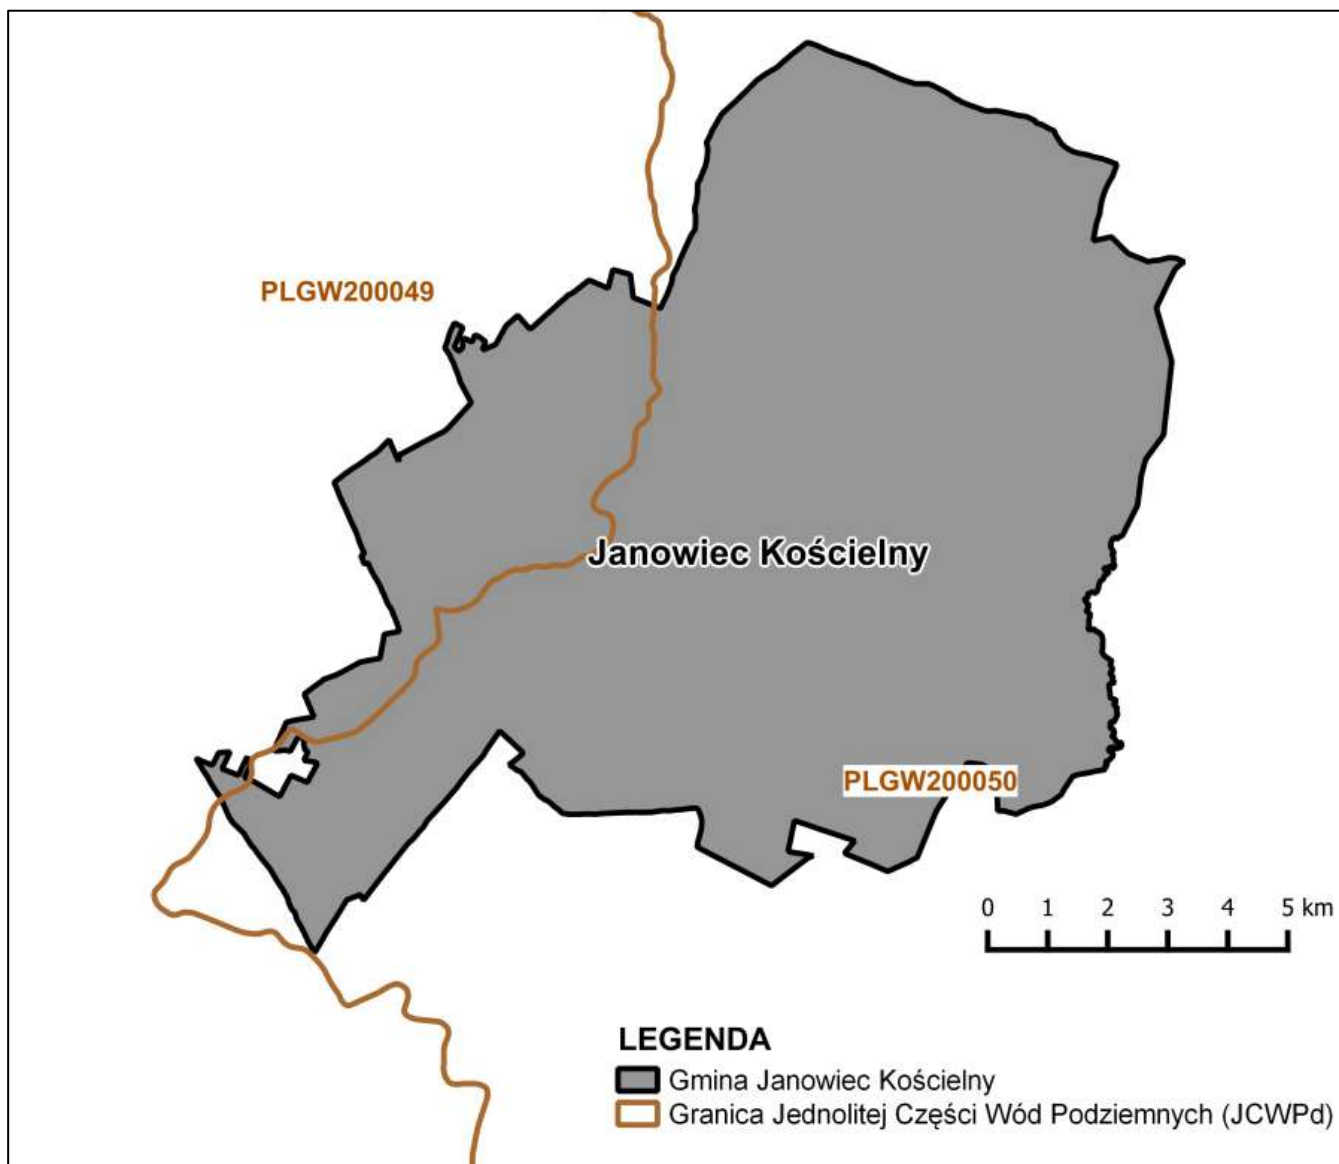 PLGW200049
Janowiec Kościelny
PLGW200050
0 1 2 3 4 5 km
LEGENDA
Gmina Janowiec Kościelny
Granica Jednolitej Części Wód Podziemnych (JCWPd)